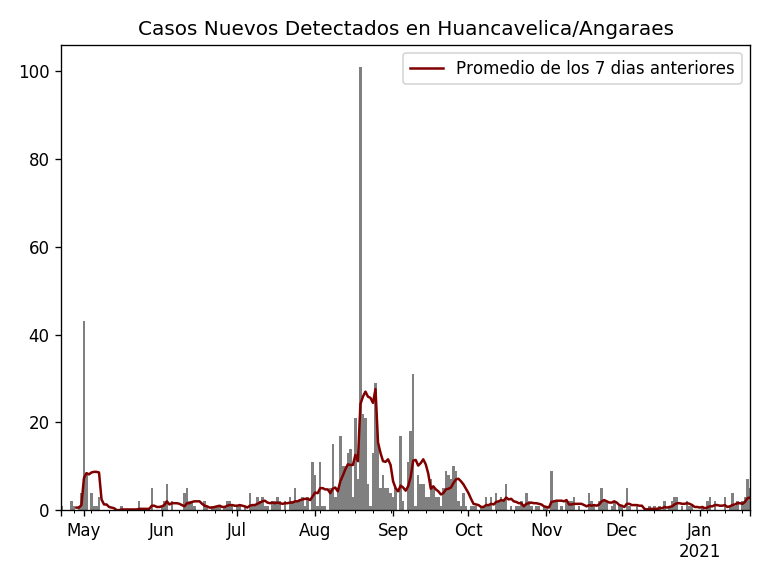 Casos Nuevos Detectados en Huancavelica/Angaraes
Promedio de los 7 dias anteriores
100
80
60
40
20
0
May Jun Jul Aug Sep Oct Nov Dec Jan
2021